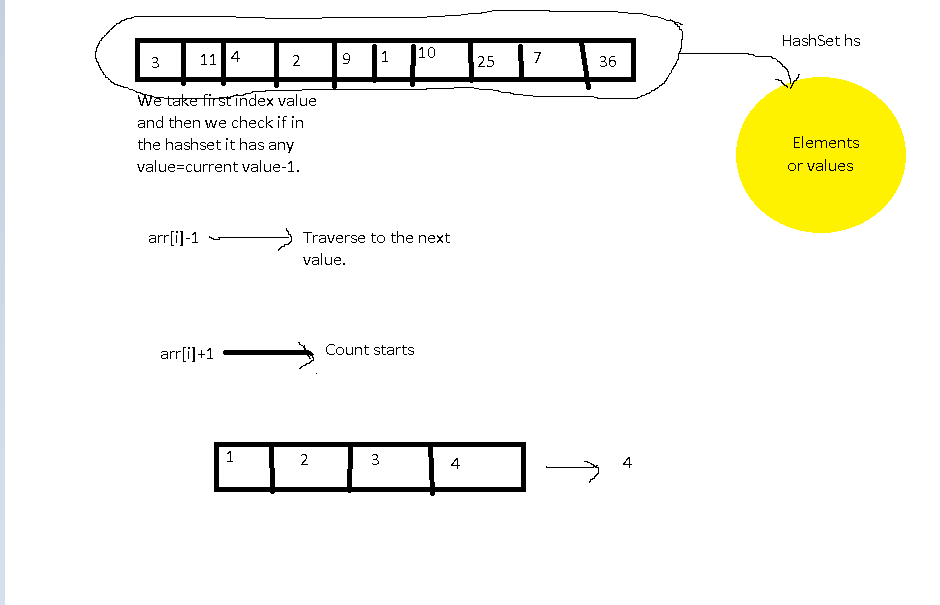 HashSet hs
3 11 4 2 9 1 10 25 7 36
We take first index value
and then we check if in
the hashset it has any
value=current value-1.
Elements
or values
arr[i]-1 Traverse to the next
value.
arr[i]+1 Count starts
1 2 3 4 4